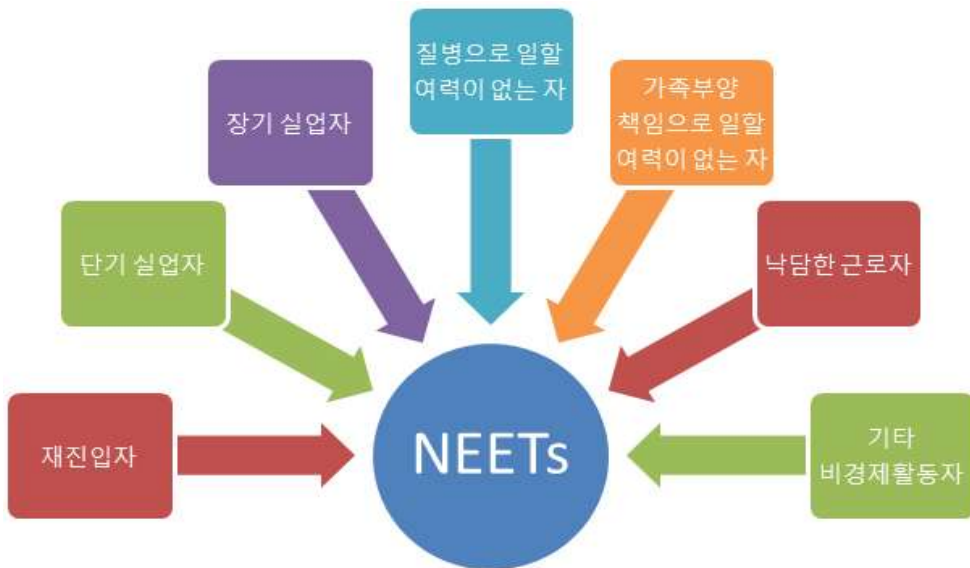 질병으로 일할
여력이 없는 자
장기 실업자
가족부양
책임으로 일할
여력이 없는 자
단기 실업자
낙담한 근로자
재진입자
NEETs
기타
비경제활동자